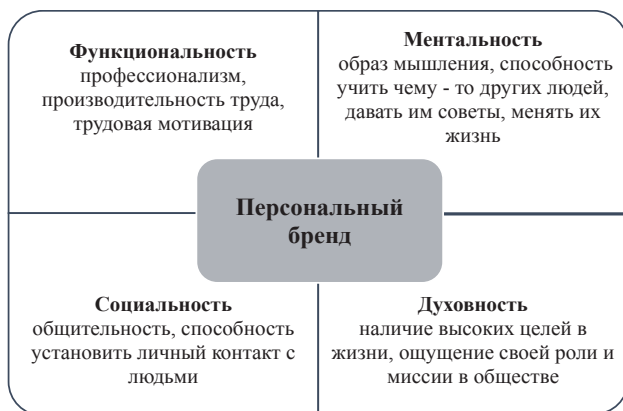 Функциональность
профессионализм,
производительность труда,
трудовая мотивация
Ментальность
образ мышления, способность
учить чему - то других людей,
давать им советы, менять их
жизнь
Персональный
бренд
Социальность
общительность, способность
установить личный контакт с
людьми
Духовность
наличие высоких целей в
жизни, ощущение своей роли и
миссии в обществе